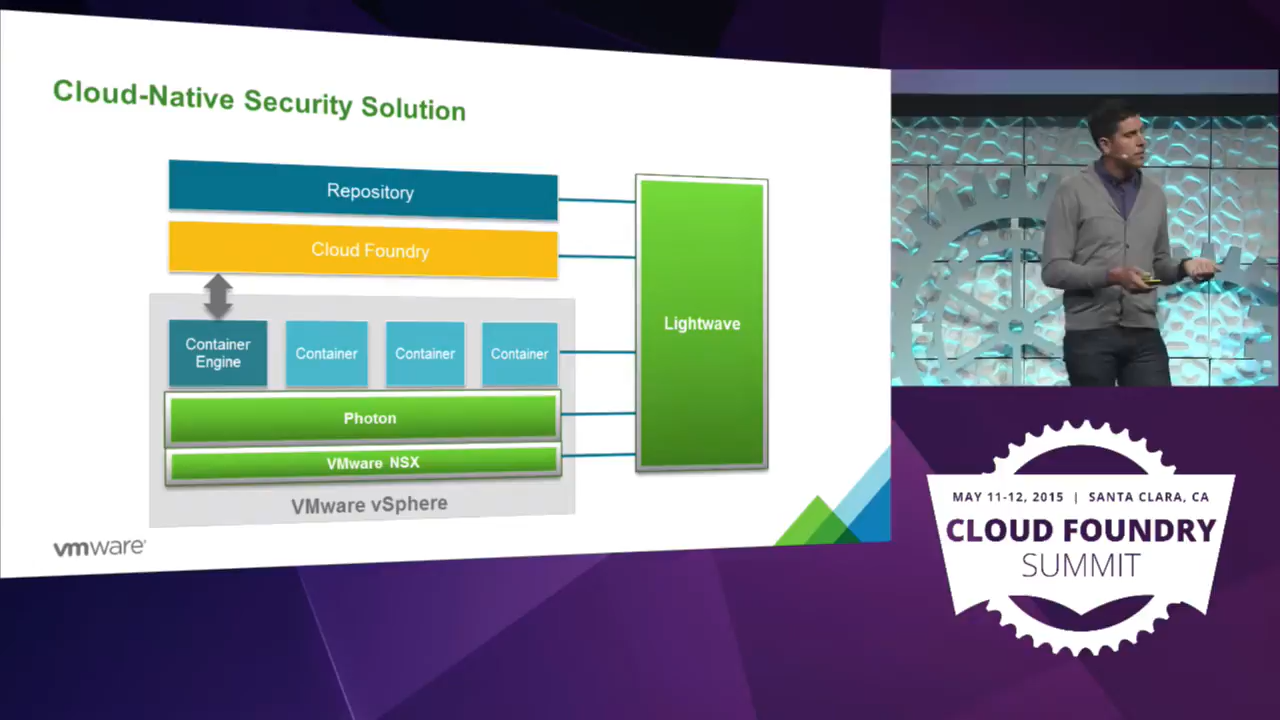 Cloud-Native Security Solution
Repository
Cloud Foundry
Container
Engine
Container
Container
Container
Photon
VMware NSX
VMware vSphere
Lightwave
vmware
MAY 11-12, 2015 | SANTA CLARA, CA
CLOUD FOUNDRY
SUMMIT